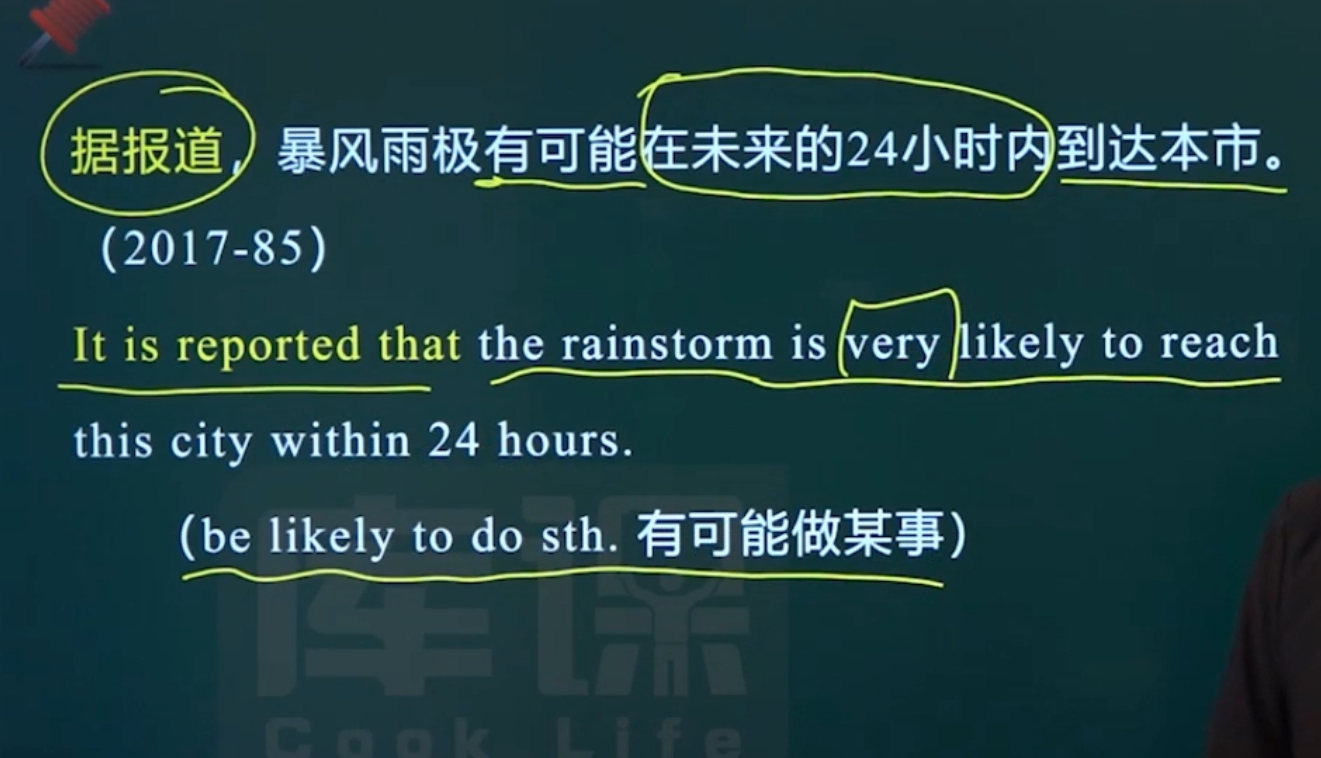 据报道，暴风雨极有可能在未来的24小时内到达本市。
（2017-85）
It is reported that the rainstorm is very likely to reach
this city within 24 hours.
（be likely to do sth. 有可能做某事）
库课
Cook Life